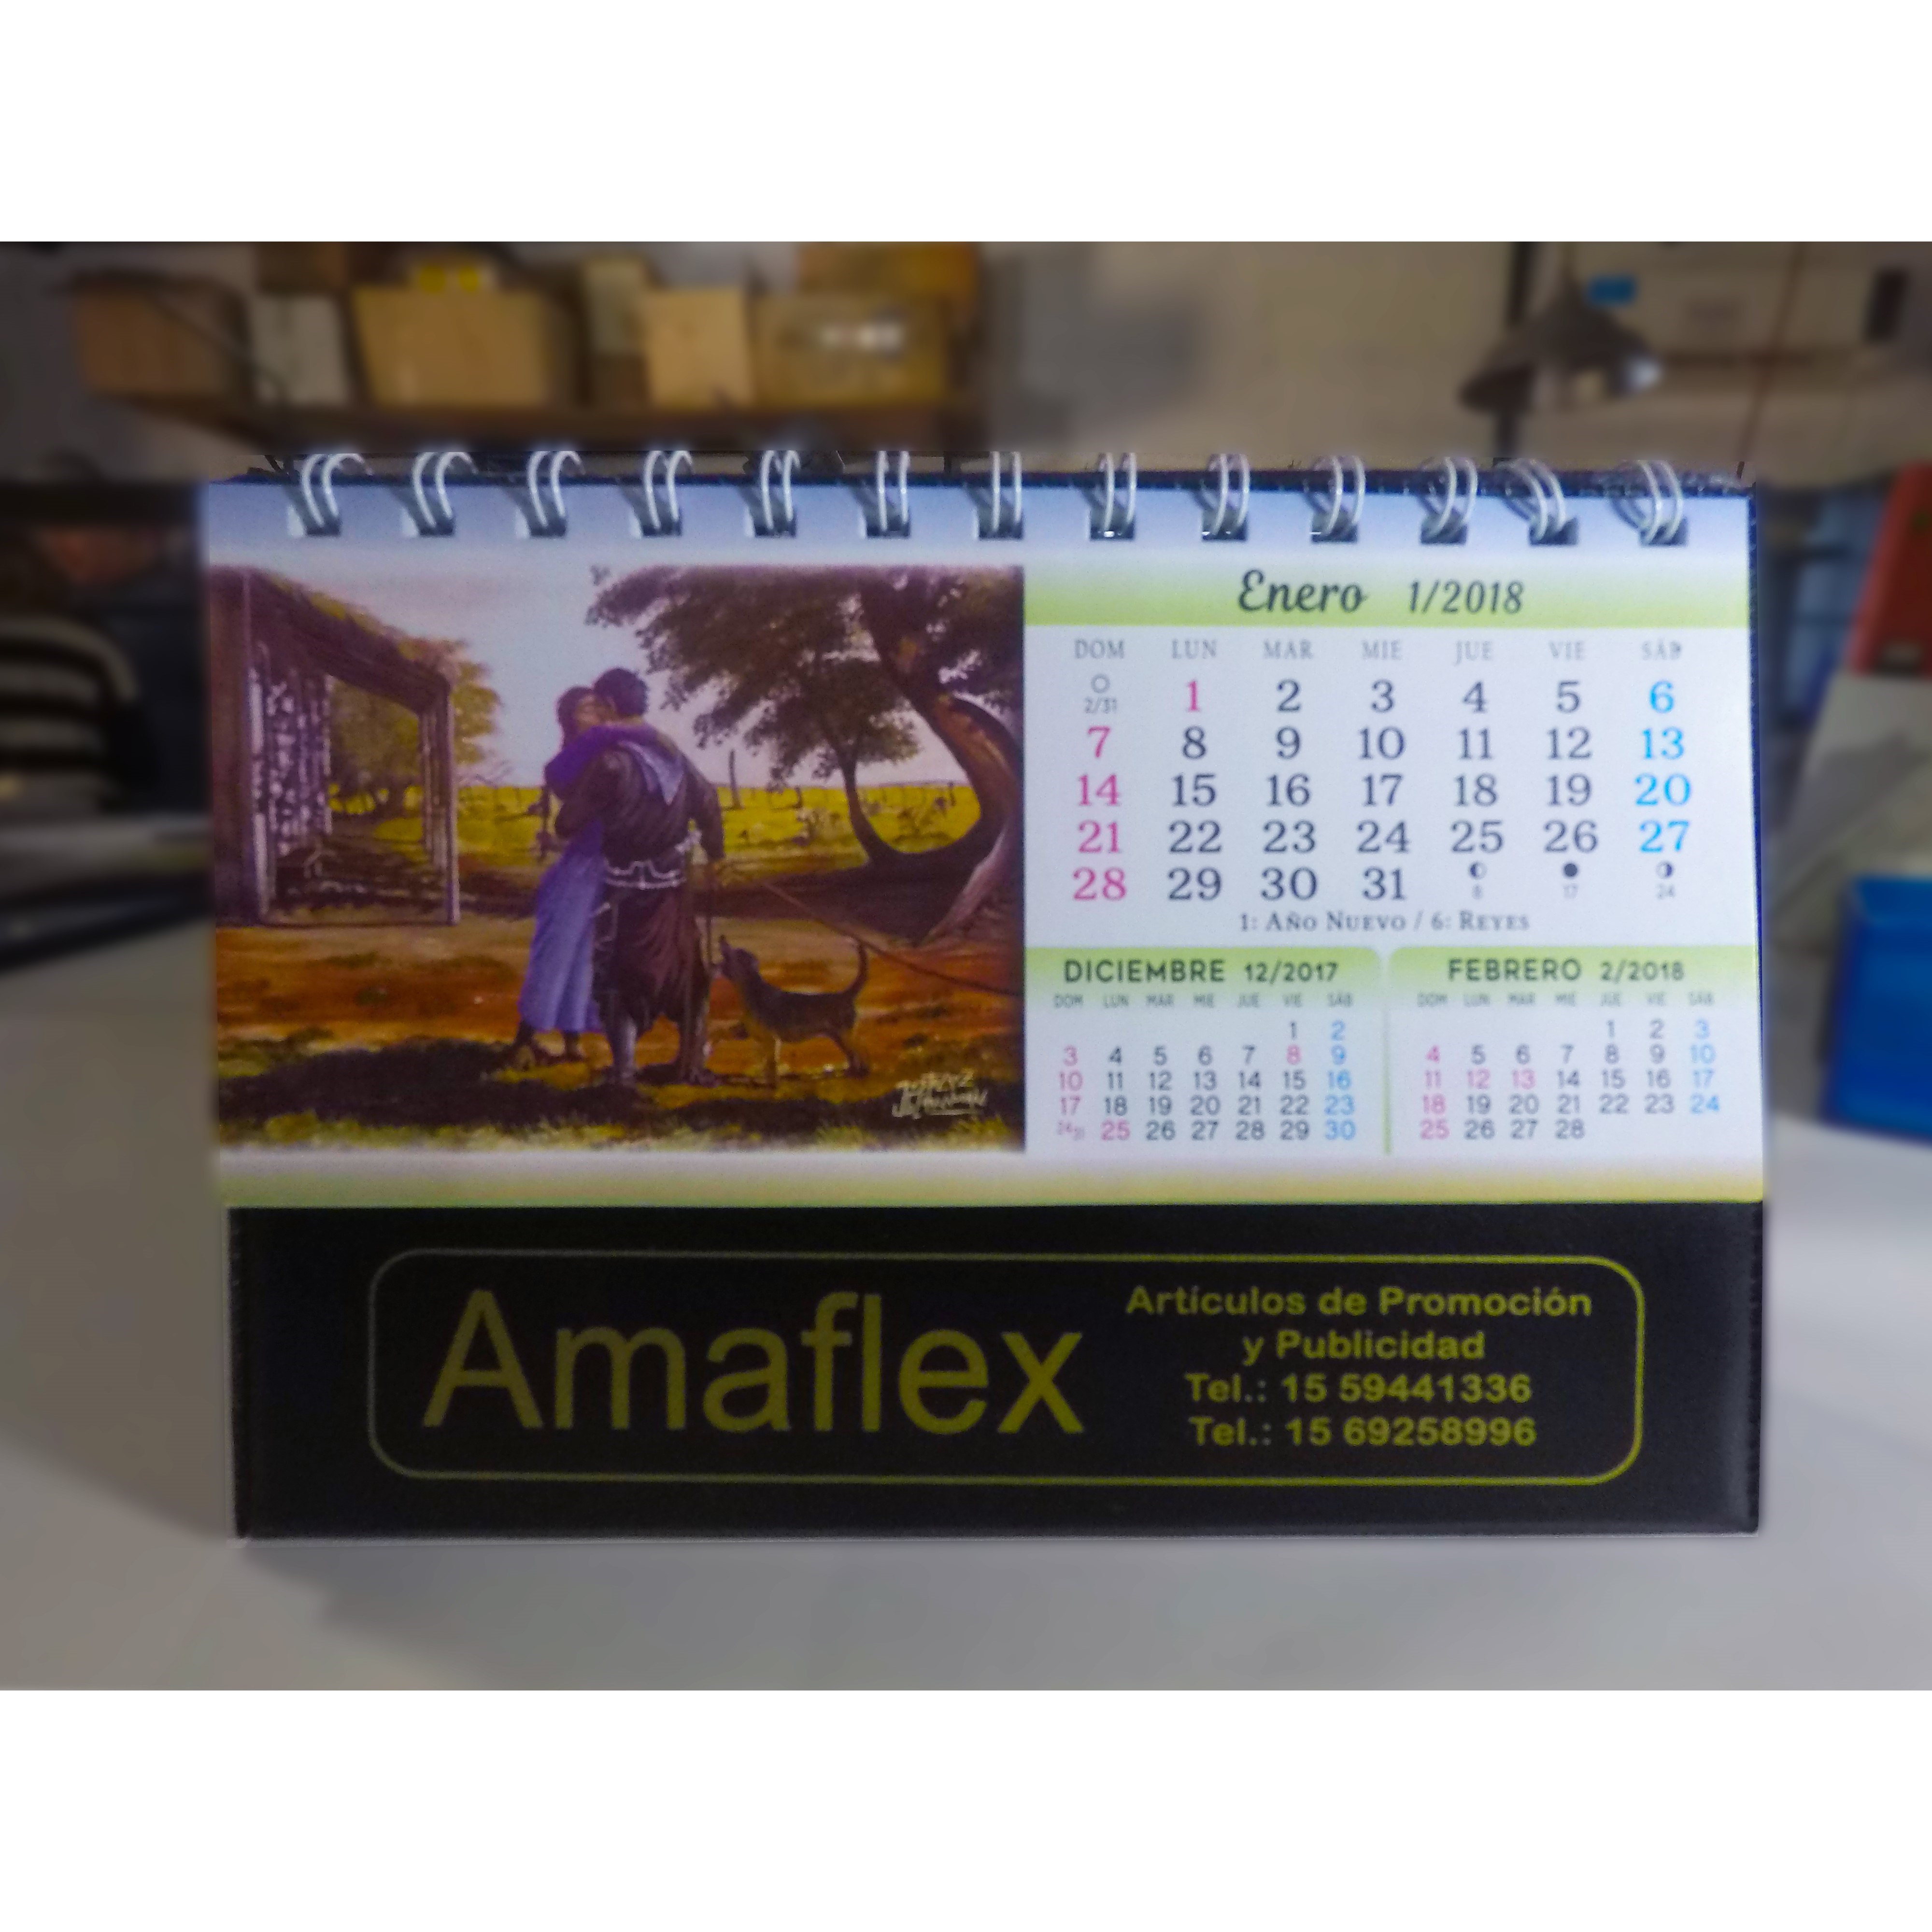 Enero 1/2018
DOM LUN MAR MIE JUE VIE SÁB
2/31 1 2 3 4 5 6
7 8 9 10 11 12 13
14 15 16 17 18 19 20
21 22 23 24 25 26 27
28 29 30 31 8 17 24
1: AÑO NUEVO / 6: REYES
DICIEMBRE 12/2017
DOM LUN MAR MIE JUE VIE SÁB
1 2
3 4 5 6 7 8 9
10 11 12 13 14 15 16
17 18 19 20 21 22 23
24/31 25 26 27 28 29 30
FEBRERO 2/2018
DOM LUN MAR MIE JUE VIE SÁB
1 2 3
4 5 6 7 8 9 10
11 12 13 14 15 16 17
18 19 20 21 22 23 24
25 26 27 28
Amaflex
Artículos de Promoción
y Publicidad
Tel.: 15 59441336
Tel.: 15 69258996